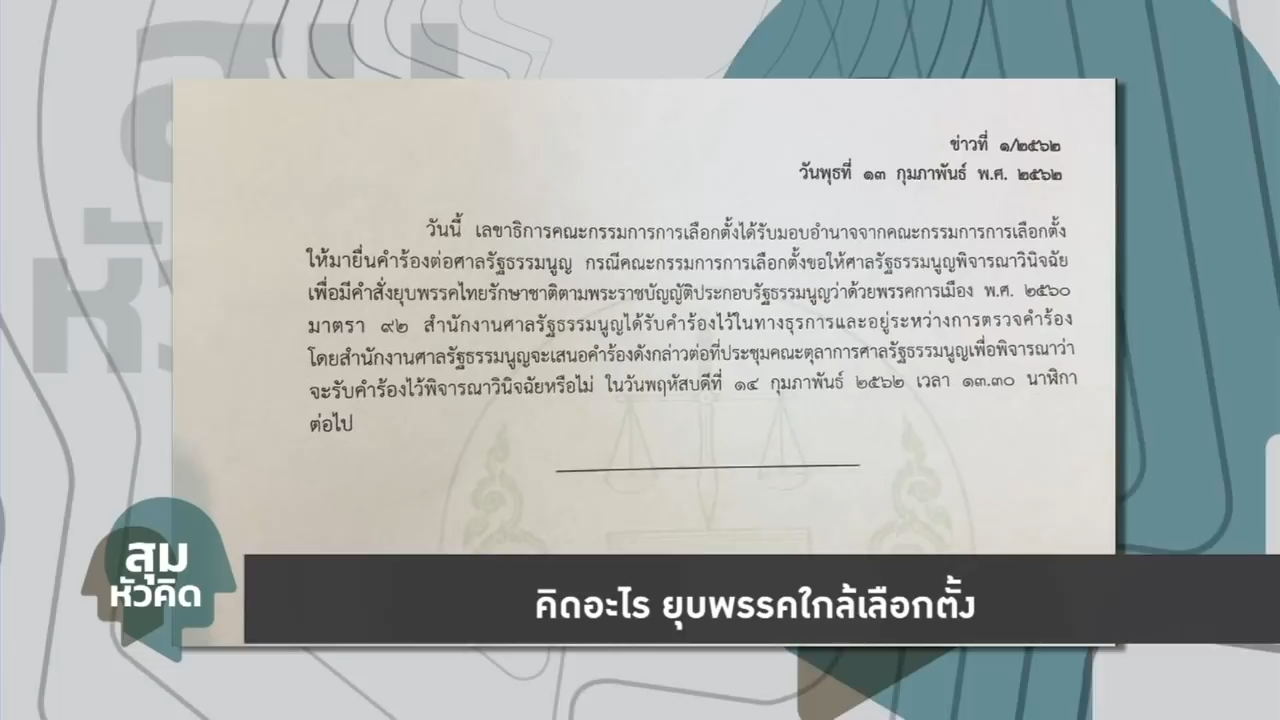 ข่าวที่ ๑/๒๕๖๒
วันพุธที่ ๑๓ กุมภาพันธ์ พ.ศ. ๒๕๖๒
วันนี้ เลขาธิการคณะกรรมการการเลือกตั้งได้รับมอบอำนาจจากคณะกรรมการการเลือกตั้ง
ให้มายื่นคำร้องต่อศาลรัฐธรรมนูญ กรณีคณะกรรมการการเลือกตั้งขอให้ศาลรัฐธรรมนูญพิจารณาวินิจฉัย
เพื่อมีคำสั่งยุบพรรคไทยรักษาชาติตามพระราชบัญญัติประกอบรัฐธรรมนูญว่าด้วยพรรคการเมือง พ.ศ. ๒๕๖๐
มาตรา ๙๒ สำนักงานศาลรัฐธรรมนูญได้รับคำร้องไว้ในทางธุรการและอยู่ระหว่างการตรวจคำร้อง
โดยสำนักงานศาลรัฐธรรมนูญจะเสนอคำร้องดังกล่าวต่อที่ประชุมคณะตุลาการศาลรัฐธรรมนูญเพื่อพิจารณาว่า
จะรับคำร้องไว้พิจารณาวินิจฉัยหรือไม่ ในวันพฤหัสบดีที่ ๑๔ กุมภาพันธ์ ๒๕๖๒ เวลา ๑๓.๓๐ นาฬิกา
ต่อไป
สุม
หัวคิด
คิดอะไร ยุบพรรคใกล้เลือกตั้ง